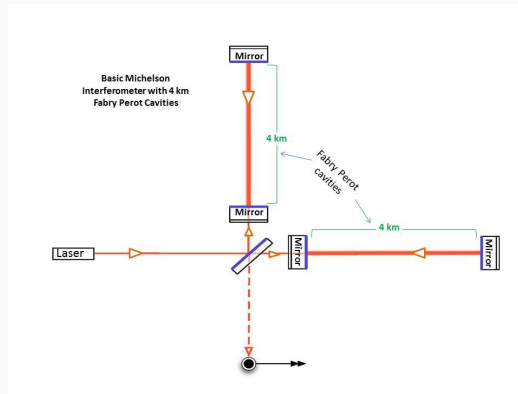 Basic Michelson
Interferometer with 4 km
Fabry Perot Cavities
Mirror
4 km
Fabry Perot
cavities
Mirror
4 km
Laser
Mirror
Mirror